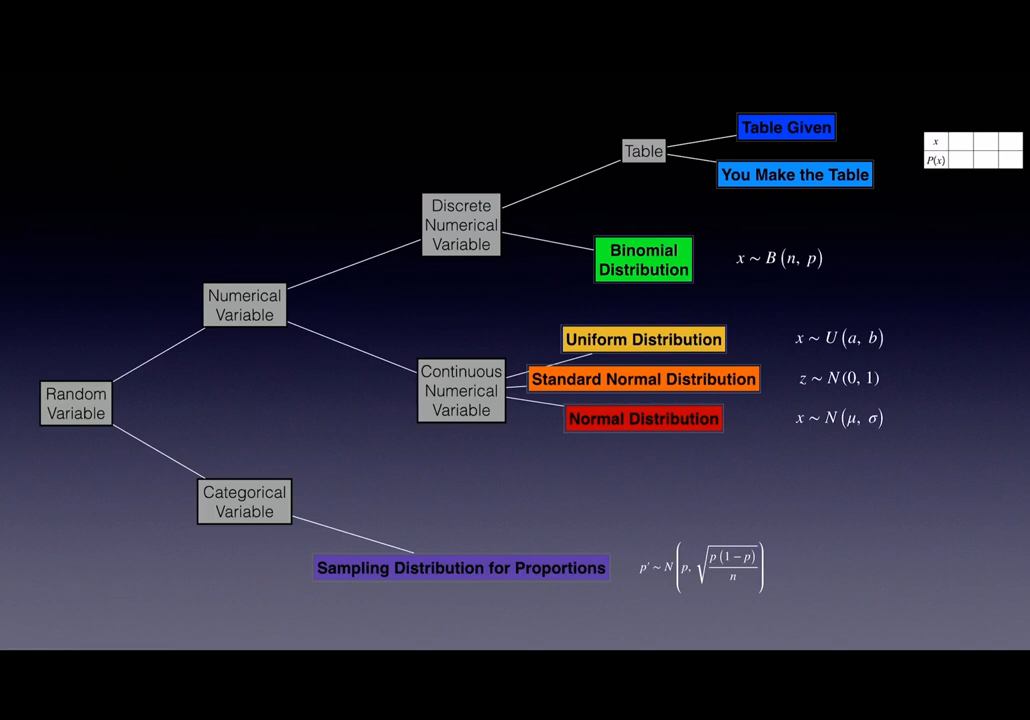 Table Given
x
P(x)
Table
You Make the Table
Discrete
Numerical
Variable
Binomial
Distribution
x ~ B (n, p)
Numerical
Variable
Uniform Distribution
x ~ U (a, b)
Continuous
Numerical
Variable
Standard Normal Distribution
z ~ N(0, 1)
Normal Distribution
x ~ N (μ, σ)
Random
Variable
Categorical
Variable
Sampling Distribution for Proportions
p' ~ N (p, √(p (1 − p) / n))